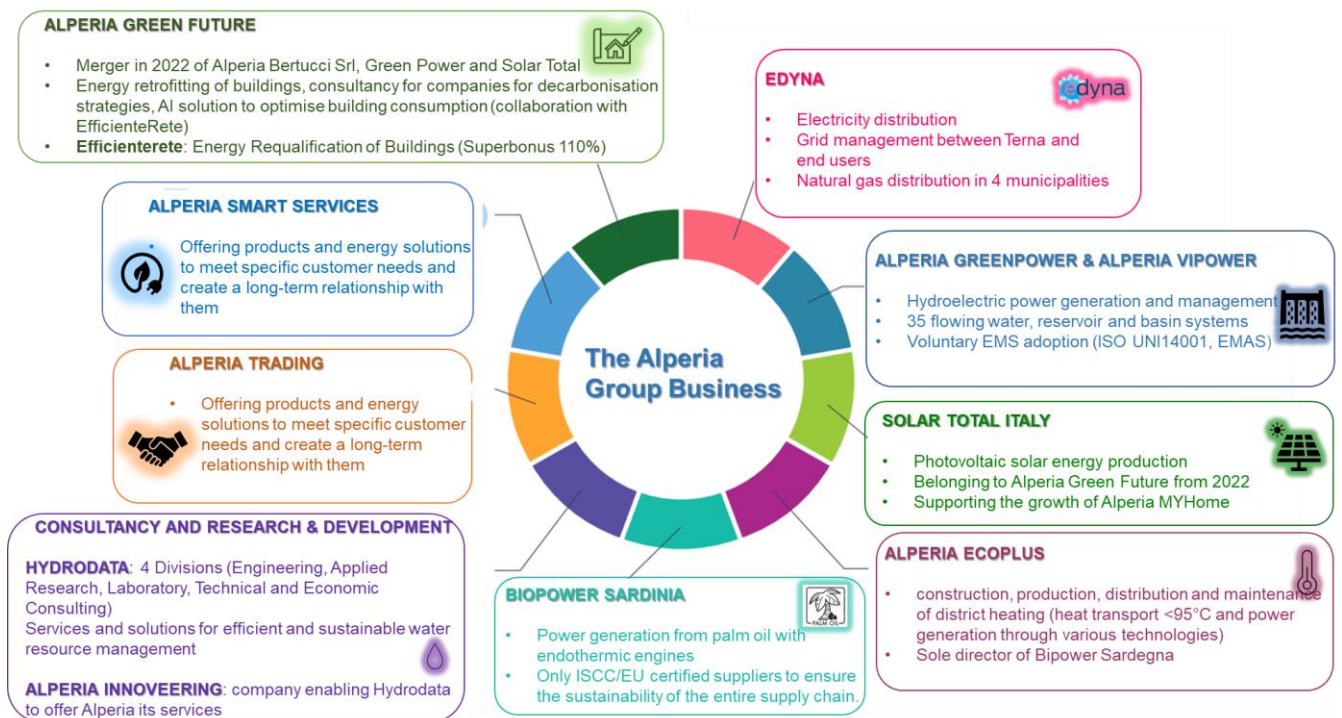 ALPERIA GREEN FUTURE
• Merger in 2022 of Alperia Bertucci Srl, Green Power and Solar Total
• Energy retrofitting of buildings, consultancy for companies for decarbonisation
strategies, AI solution to optimise building consumption (collaboration with
EfficienteRete)
• Efficienterete: Energy Requalification of Buildings (Superbonus 110%)
EDYNA
edyna
• Electricity distribution
• Grid management between Terna and
end users
• Natural gas distribution in 4 municipalities
ALPERIA SMART SERVICES
• Offering products and energy solutions
to meet specific customer needs and
create a long-term relationship with
them
ALPERIA GREENPOWER & ALPERIA VIPOWER
• Hydroelectric power generation and management
• 35 flowing water, reservoir and basin systems
• Voluntary EMS adoption (ISO UNI14001, EMAS)
The Alperia
Group Business
ALPERIA TRADING
• Offering products and energy
solutions to meet specific customer
needs and create a long-term
relationship with them
SOLAR TOTAL ITALY
• Photovoltaic solar energy production
• Belonging to Alperia Green Future from 2022
• Supporting the growth of Alperia MYHome
CONSULTANCY AND RESEARCH & DEVELOPMENT
HYDRODATA: 4 Divisions (Engineering, Applied
Research, Laboratory, Technical and Economic
Consulting)
Services and solutions for efficient and sustainable water
resource management
ALPERIA INNOVEERING: company enabling Hydrodata
to offer Alperia its services
BIOPOWER SARDINIA
PALM OIL
• Power generation from palm oil with
endothermic engines
• Only ISCC/EU certified suppliers to ensure
the sustainability of the entire supply chain.
ALPERIA ECOPLUS
• construction, production, distribution and maintenance
of district heating (heat transport <95°C and power
generation through various technologies)
• Sole director of Bipower Sardegna